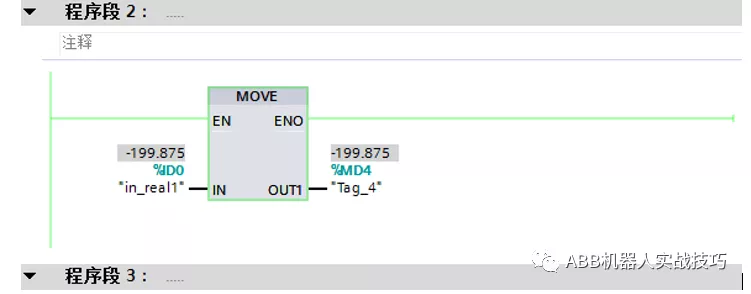 程序段 2： .....
注释
MOVE
EN ENO
-199.875 -199.875
%ID0 %MD4
"in_real1" IN OUT1 "Tag_4"
ABB机器人实战技巧
程序段 3： .....